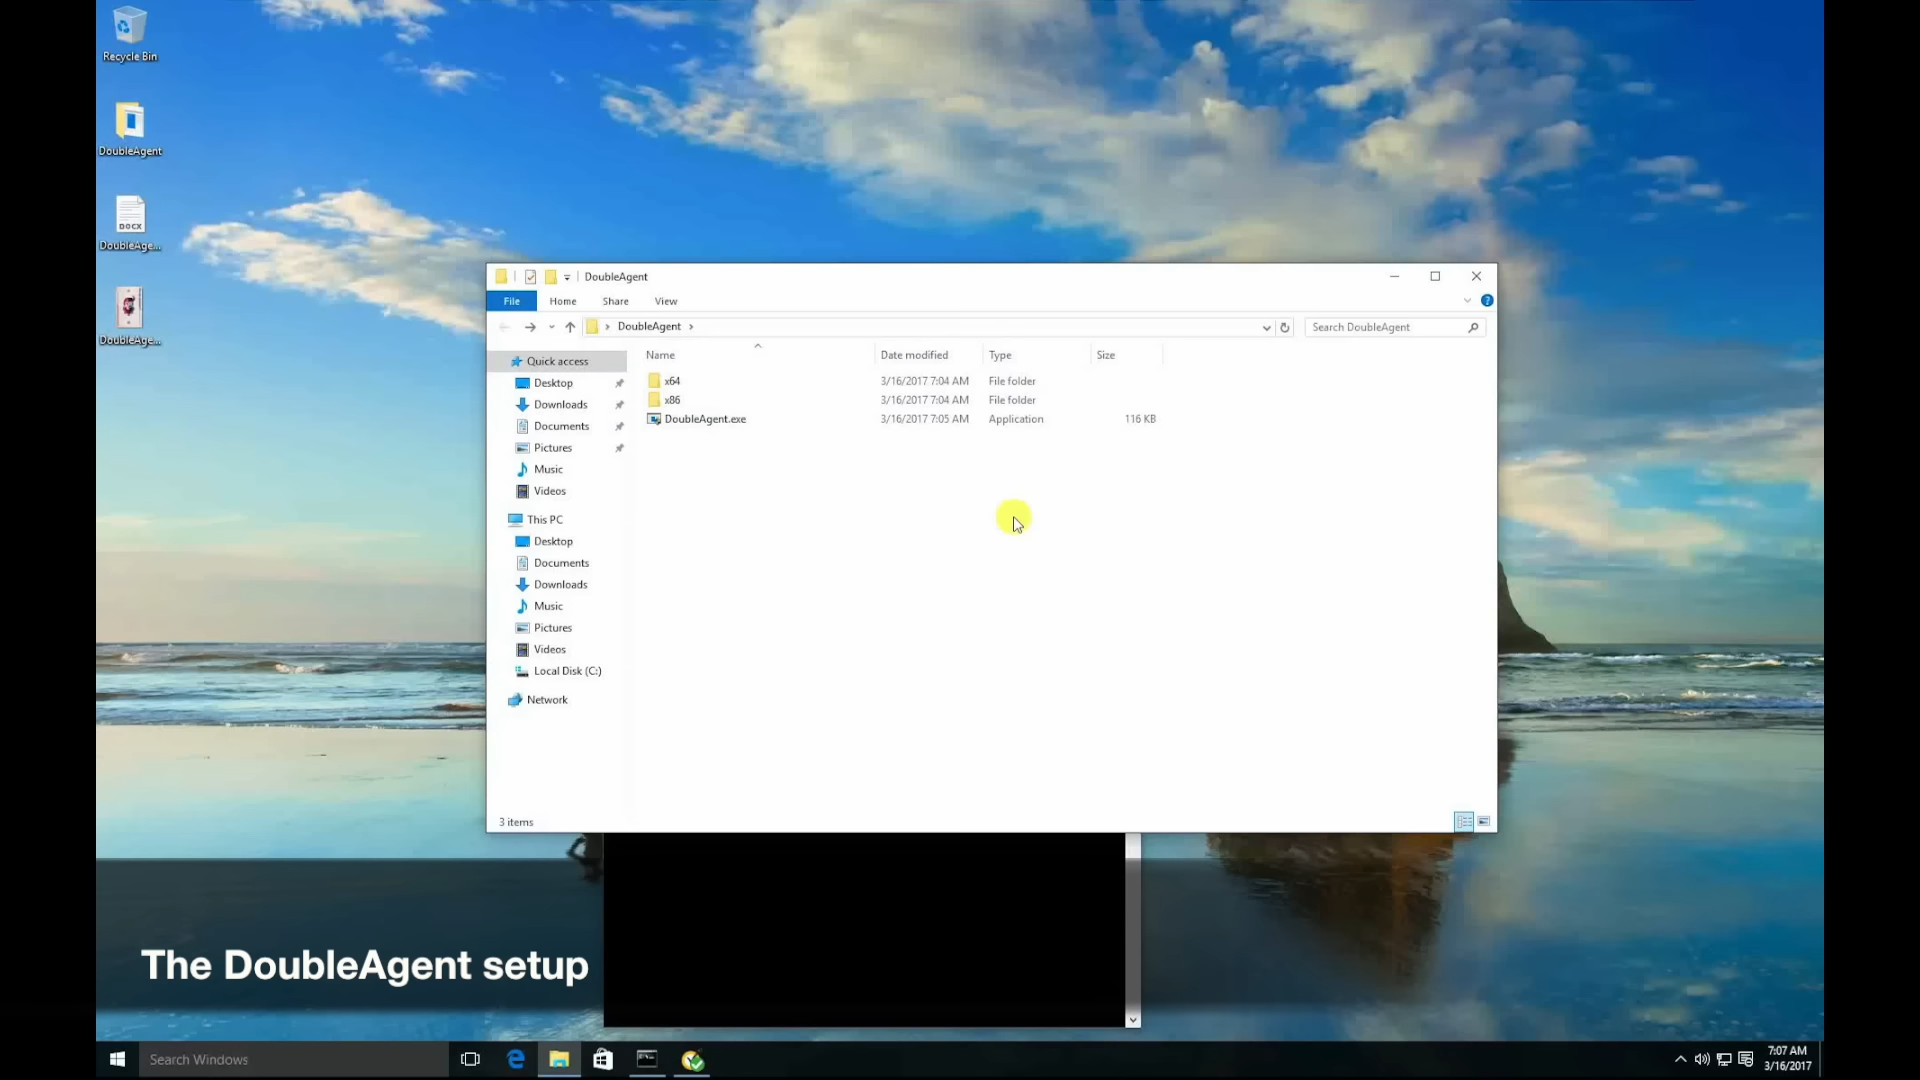 Recycle Bin
DoubleAgent
DOCX
DoubleAge...
DoubleAge...
DoubleAgent
File Home Share View
DoubleAgent
Search DoubleAgent
Name Date modified Type Size
x64 3/16/2017 7:04 AM File folder
x86 3/16/2017 7:04 AM File folder
DoubleAgent.exe 3/16/2017 7:05 AM Application 116 KB
Quick access
Desktop
Downloads
Documents
Pictures
Music
Videos
This PC
Desktop
Documents
Downloads
Music
Pictures
Videos
Local Disk (C:)
Network
3 items
The DoubleAgent setup
Search Windows
7:07 AM
3/16/2017